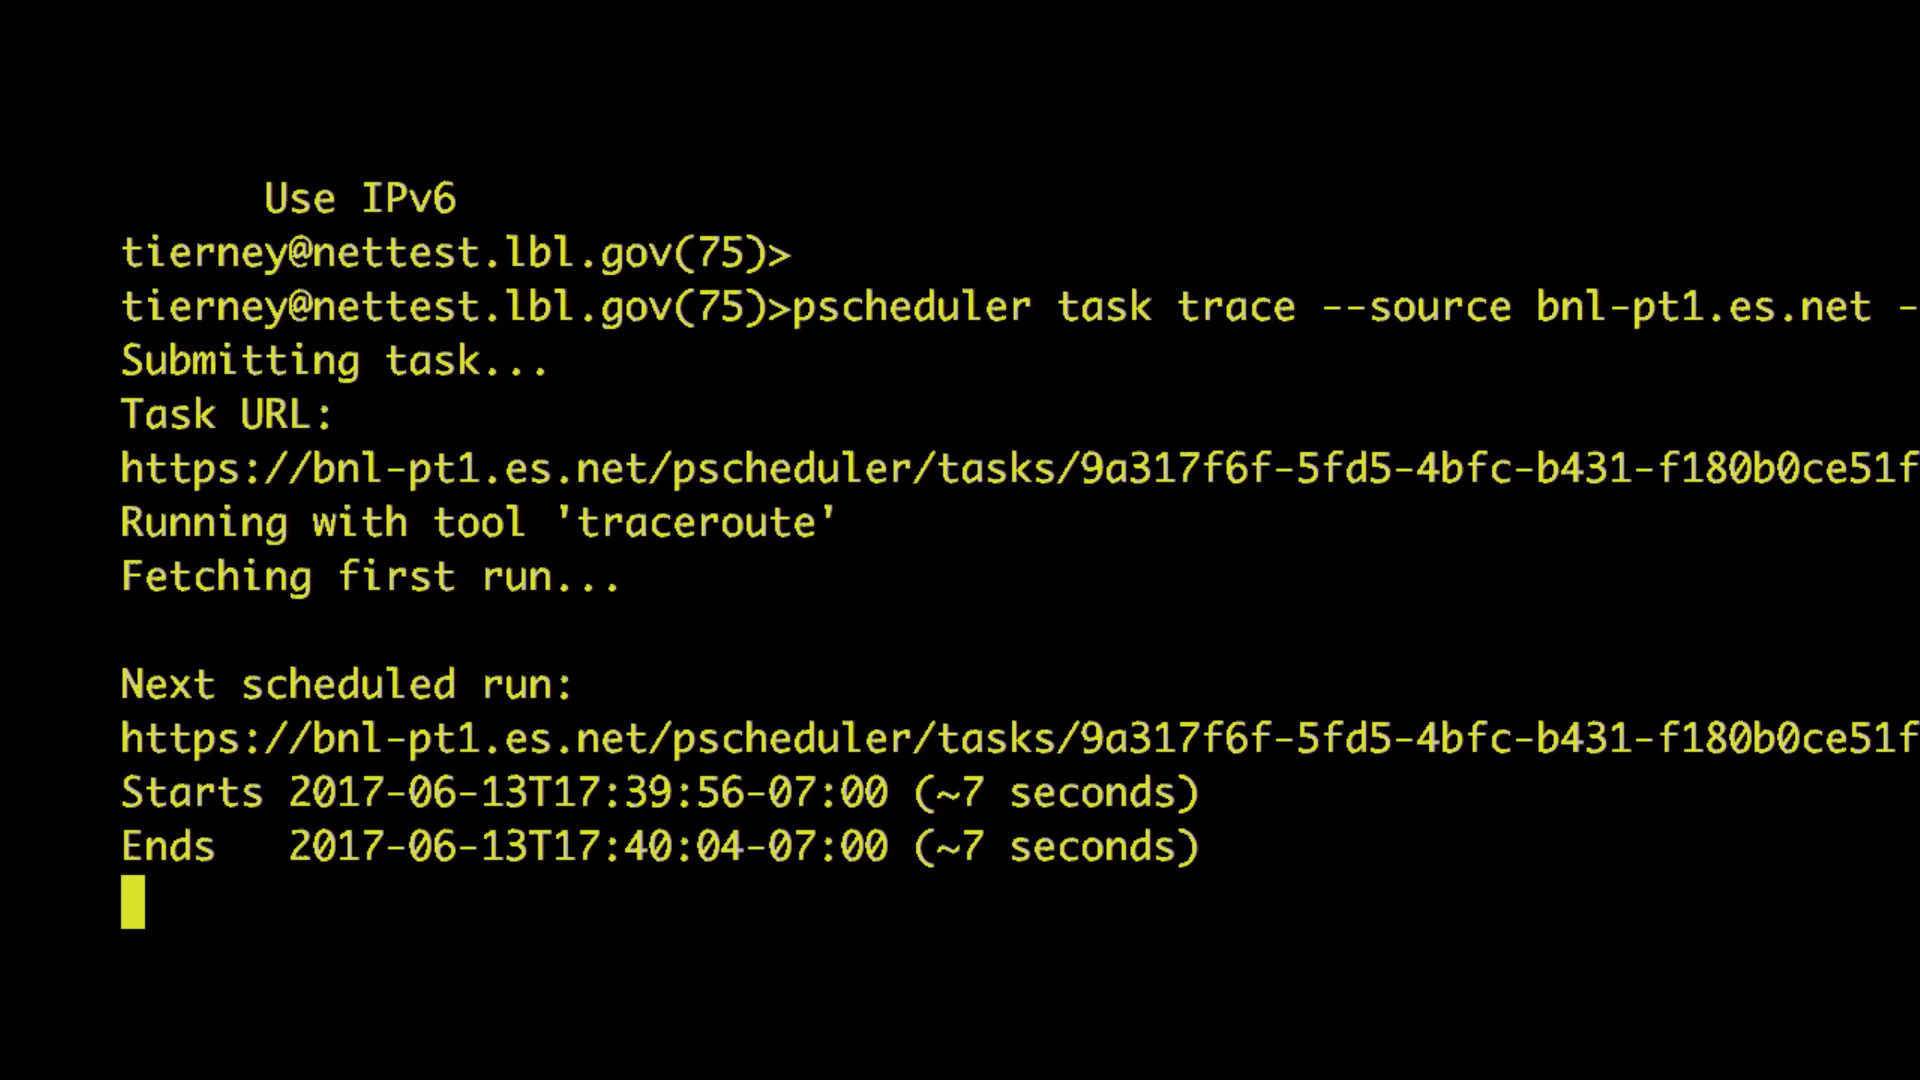 Use IPv6
tierney@nettest.lbl.gov(75)>
tierney@nettest.lbl.gov(75)>pscheduler task trace --source bnl-pt1.es.net -
Submitting task...
Task URL:
https://bnl-pt1.es.net/pscheduler/tasks/9a317f6f-5fd5-4bfc-b431-f180b0ce51f
Running with tool 'traceroute'
Fetching first run...
Next scheduled run:
https://bnl-pt1.es.net/pscheduler/tasks/9a317f6f-5fd5-4bfc-b431-f180b0ce51f
Starts 2017-06-13T17:39:56-07:00 (~7 seconds)
Ends   2017-06-13T17:40:04-07:00 (~7 seconds)